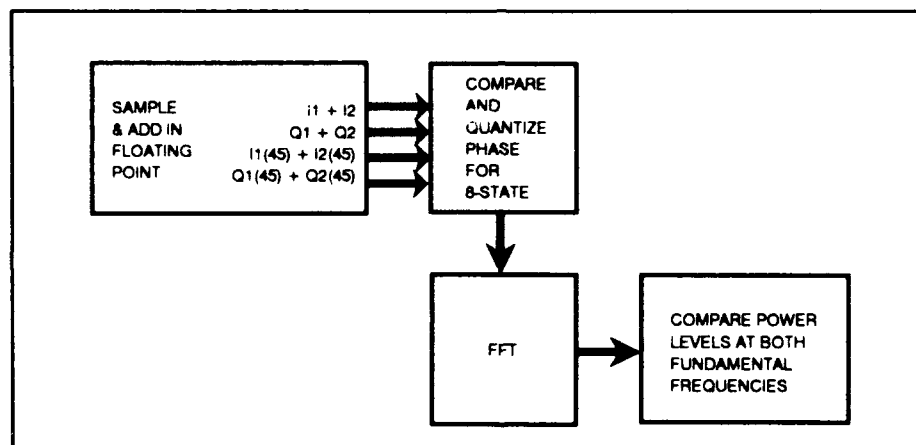 SAMPLE
& ADD IN
FLOATING
POINT
i1 + I2
Q1 + Q2
I1(45) + I2(45)
Q1(45) + Q2(45)
COMPARE
AND
QUANTIZE
PHASE
FOR
8-STATE
FFT
COMPARE POWER
LEVELS AT BOTH
FUNDAMENTAL
FREQUENCIES